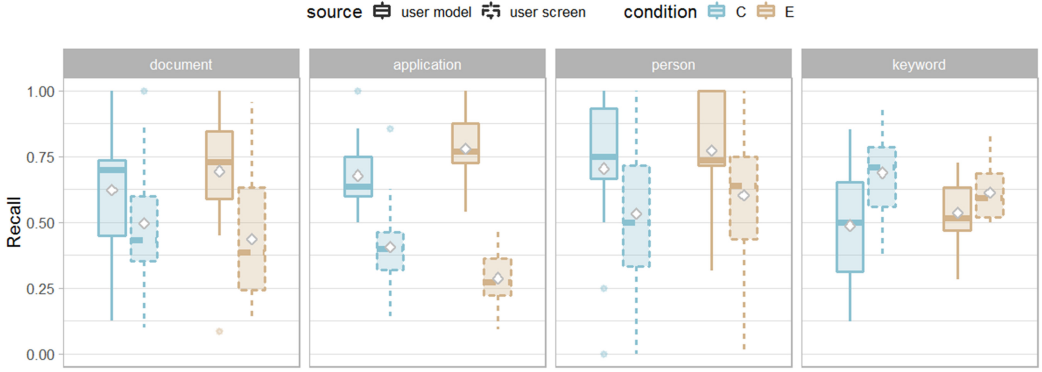 source user model user screen condition C E
document application person keyword
Recall
1.00
0.75
0.50
0.25
0.00